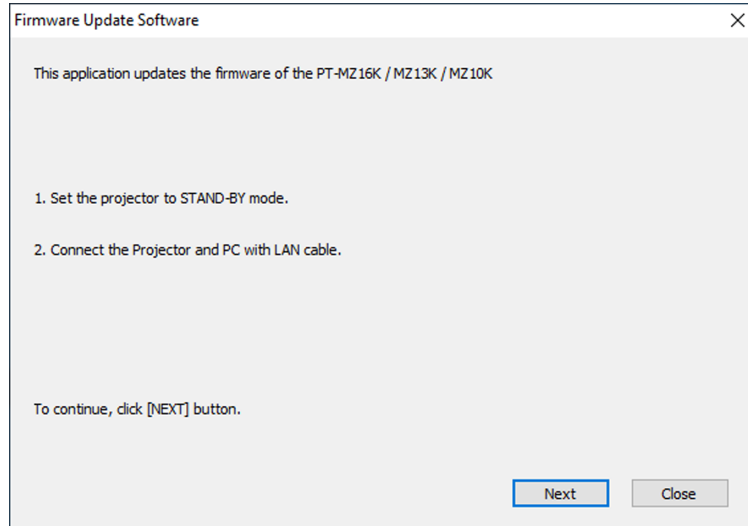 Firmware Update Software
This application updates the firmware of the PT-MZ16K / MZ13K / MZ10K
1. Set the projector to STAND-BY mode.
2. Connect the Projector and PC with LAN cable.
To continue, click [NEXT] button.
Next
Close